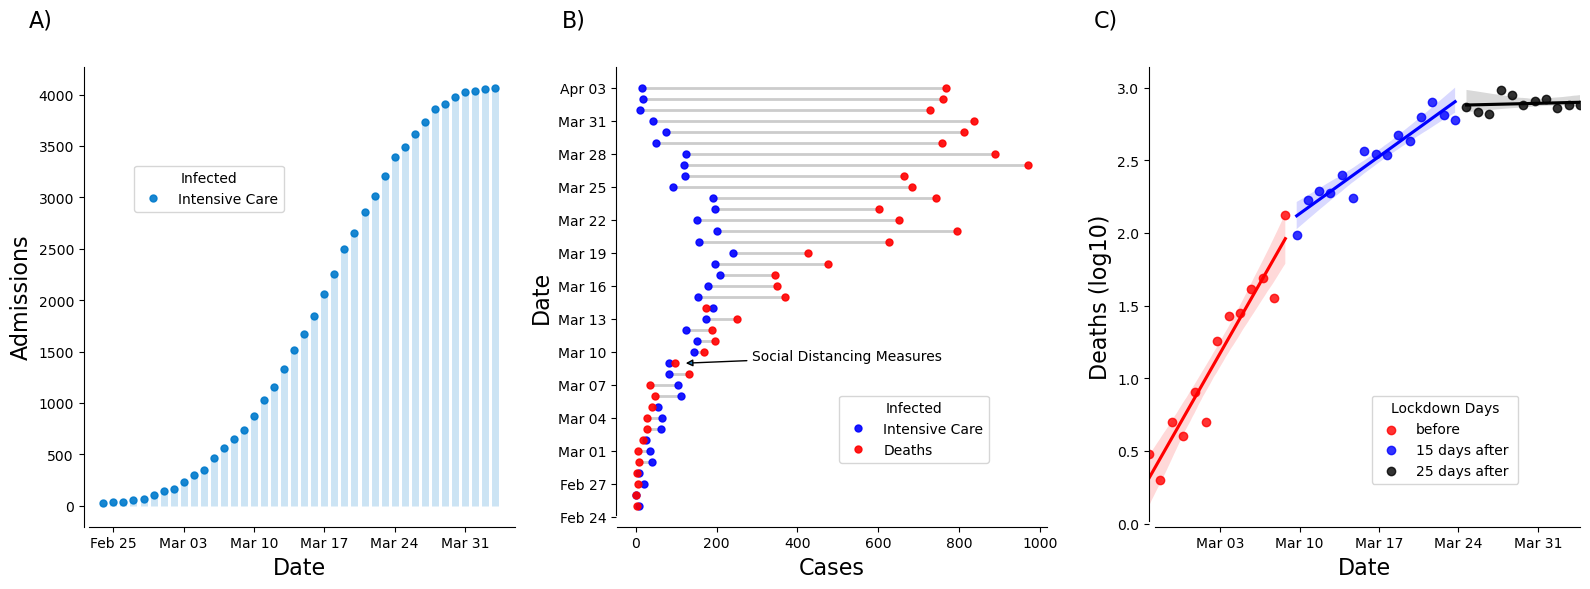 A)
4000
3500
3000
2500
2000
1500
1000
500
0
Admissions
Infected
Intensive Care
Feb 25
Mar 03
Mar 10
Mar 17
Mar 24
Mar 31
Date
B)
Apr 03
Mar 31
Mar 28
Mar 25
Mar 22
Mar 19
Mar 16
Mar 13
Mar 10
Mar 07
Mar 04
Mar 01
Feb 27
Feb 24
Date
Social Distancing Measures
Infected
Intensive Care
Deaths
0
200
400
600
800
1000
Cases
C)
3.0
2.5
2.0
1.5
1.0
0.5
0.0
Deaths (log10)
Lockdown Days
before
15 days after
25 days after
Mar 03
Mar 10
Mar 17
Mar 24
Mar 31
Date